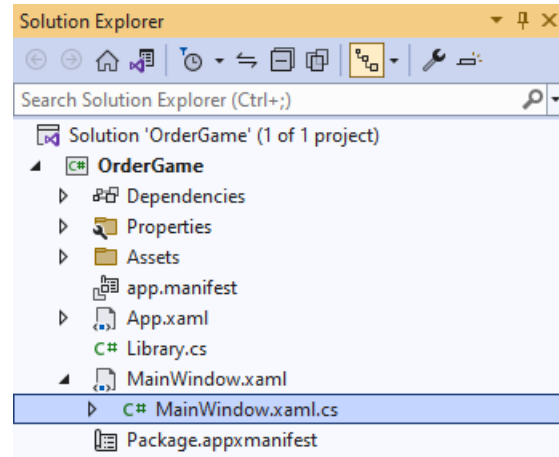 Solution Explorer
Search Solution Explorer (Ctrl+;)
Solution 'OrderGame' (1 of 1 project)
C# OrderGame
Dependencies
Properties
Assets
app.manifest
App.xaml
C# Library.cs
MainWindow.xaml
C# MainWindow.xaml.cs
Package.appxmanifest